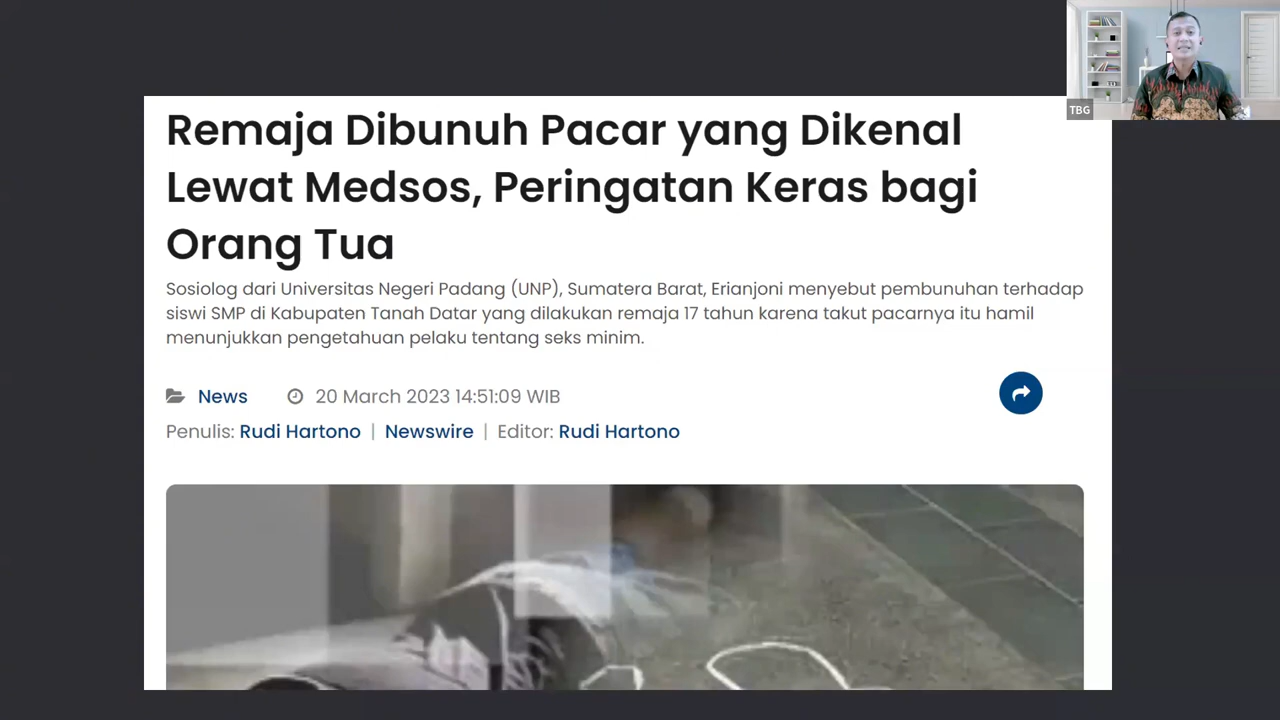 Remaja Dibunuh Pacar yang Dikenal
Lewat Medsos, Peringatan Keras bagi
Orang Tua
Sosiolog dari Universitas Negeri Padang (UNP), Sumatera Barat, Erianjoni menyebut pembunuhan terhadap
siswi SMP di Kabupaten Tanah Datar yang dilakukan remaja 17 tahun karena takut pacarnya itu hamil
menunjukkan pengetahuan pelaku tentang seks minim.
News 20 March 2023 14:51:09 WIB
Penulis: Rudi Hartono | Newswire | Editor: Rudi Hartono
TBG